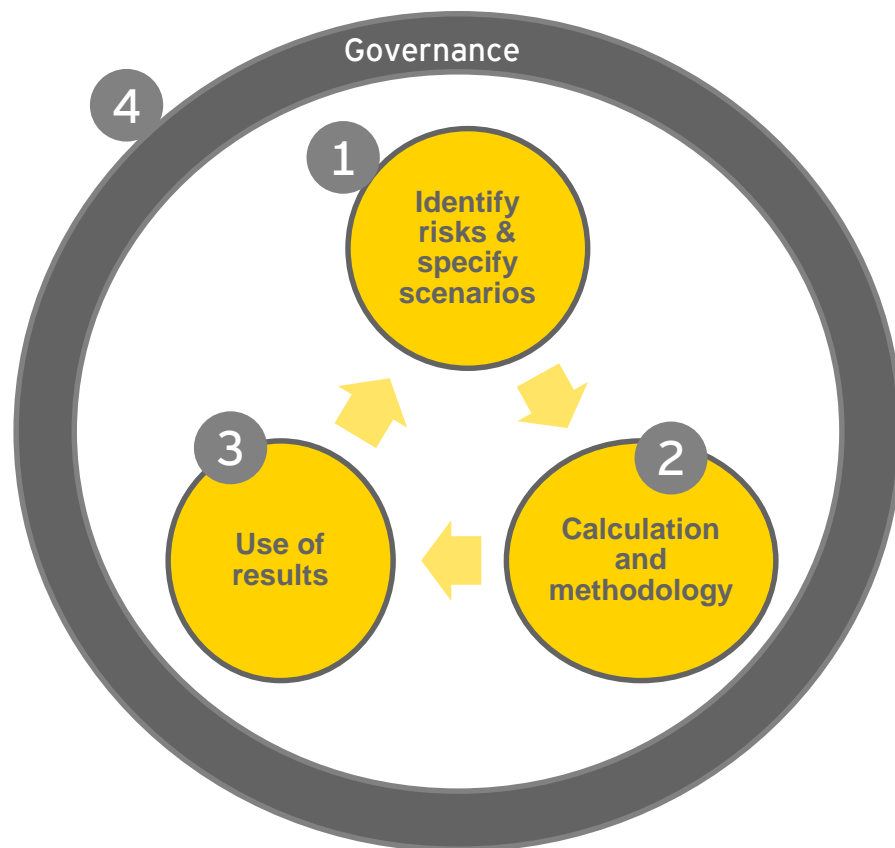 Governance
4
1
Identify
risks &
specify
scenarios
2
Calculation
and
methodology
3
Use of
results